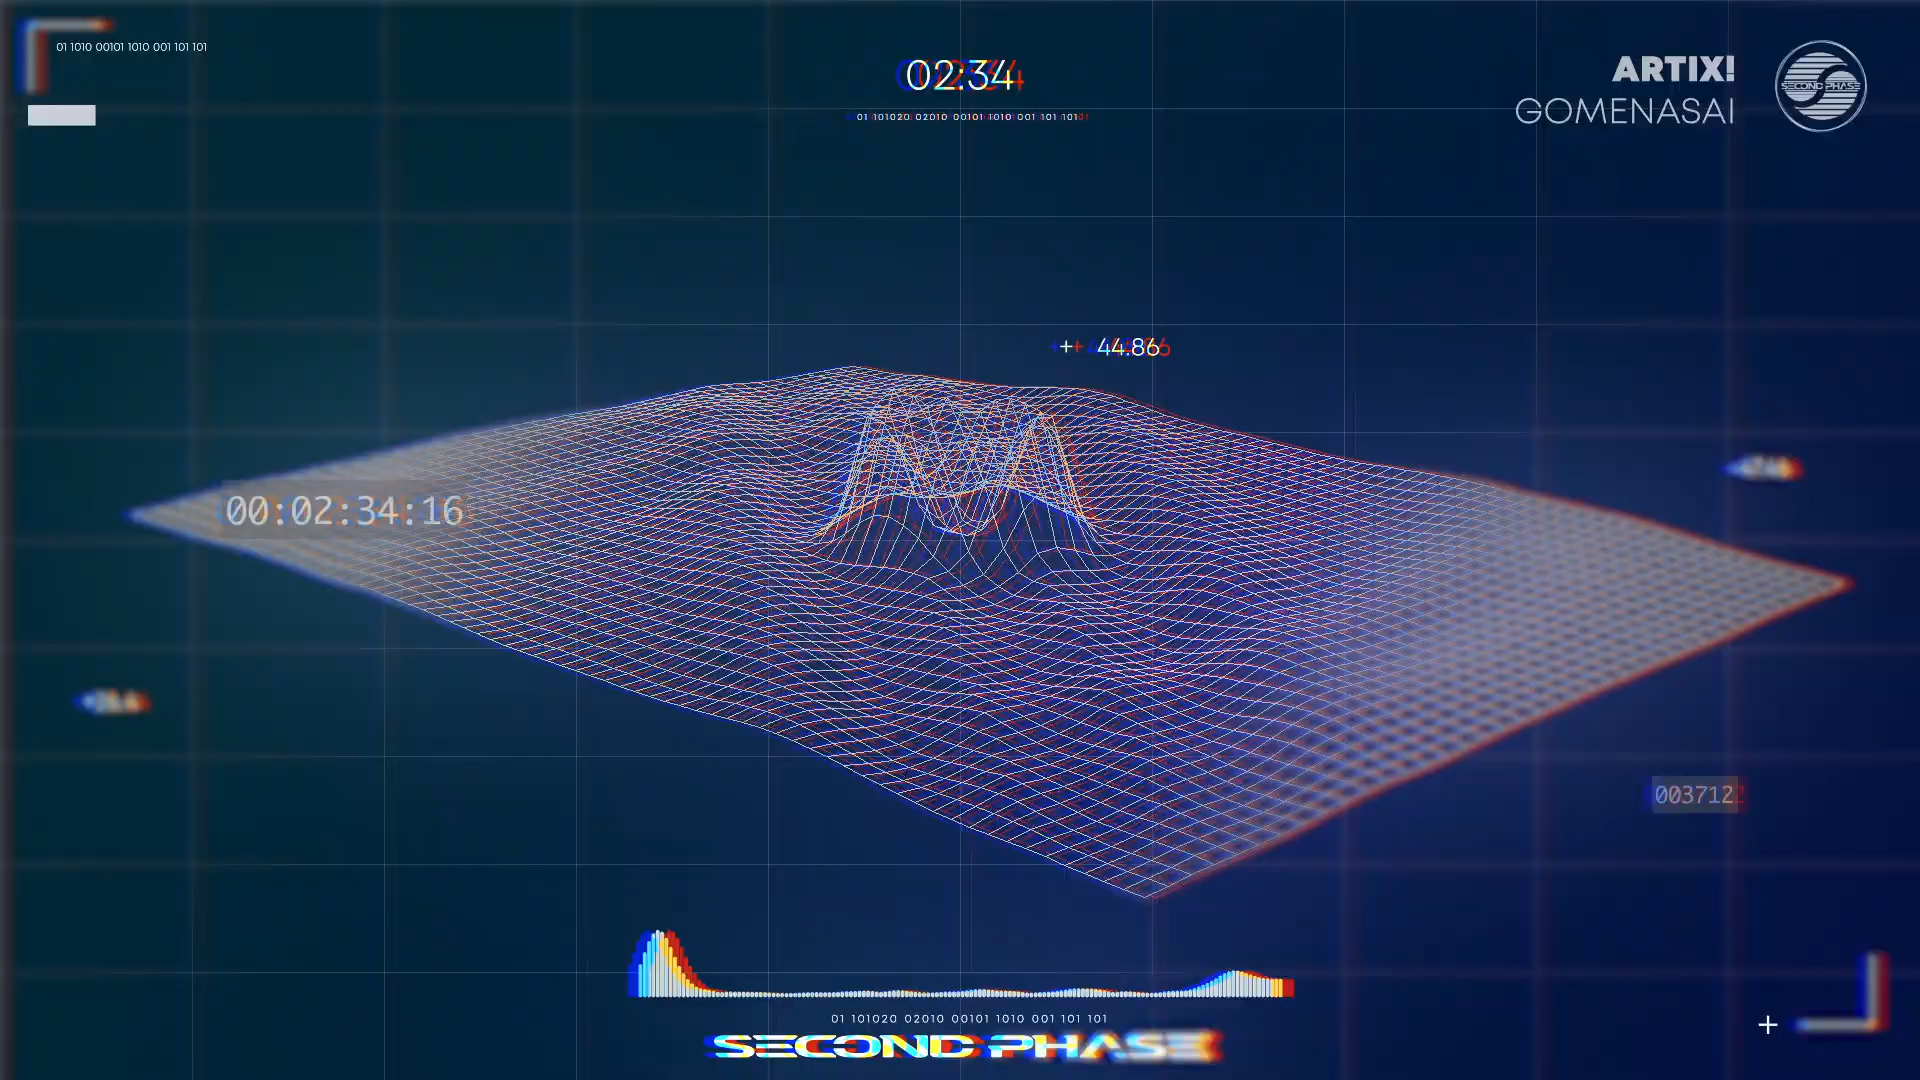 01 1010 00101 1010 001 101 101
02:34
01 101020 02010 00101 1010 001 101 101
ARTIX!
GOMENASAI
SECOND PHASE
+ 44.86
00:02:34:16
003712
01 101020 02010 00101 1010 001 101 101
SECOND PHASE
+